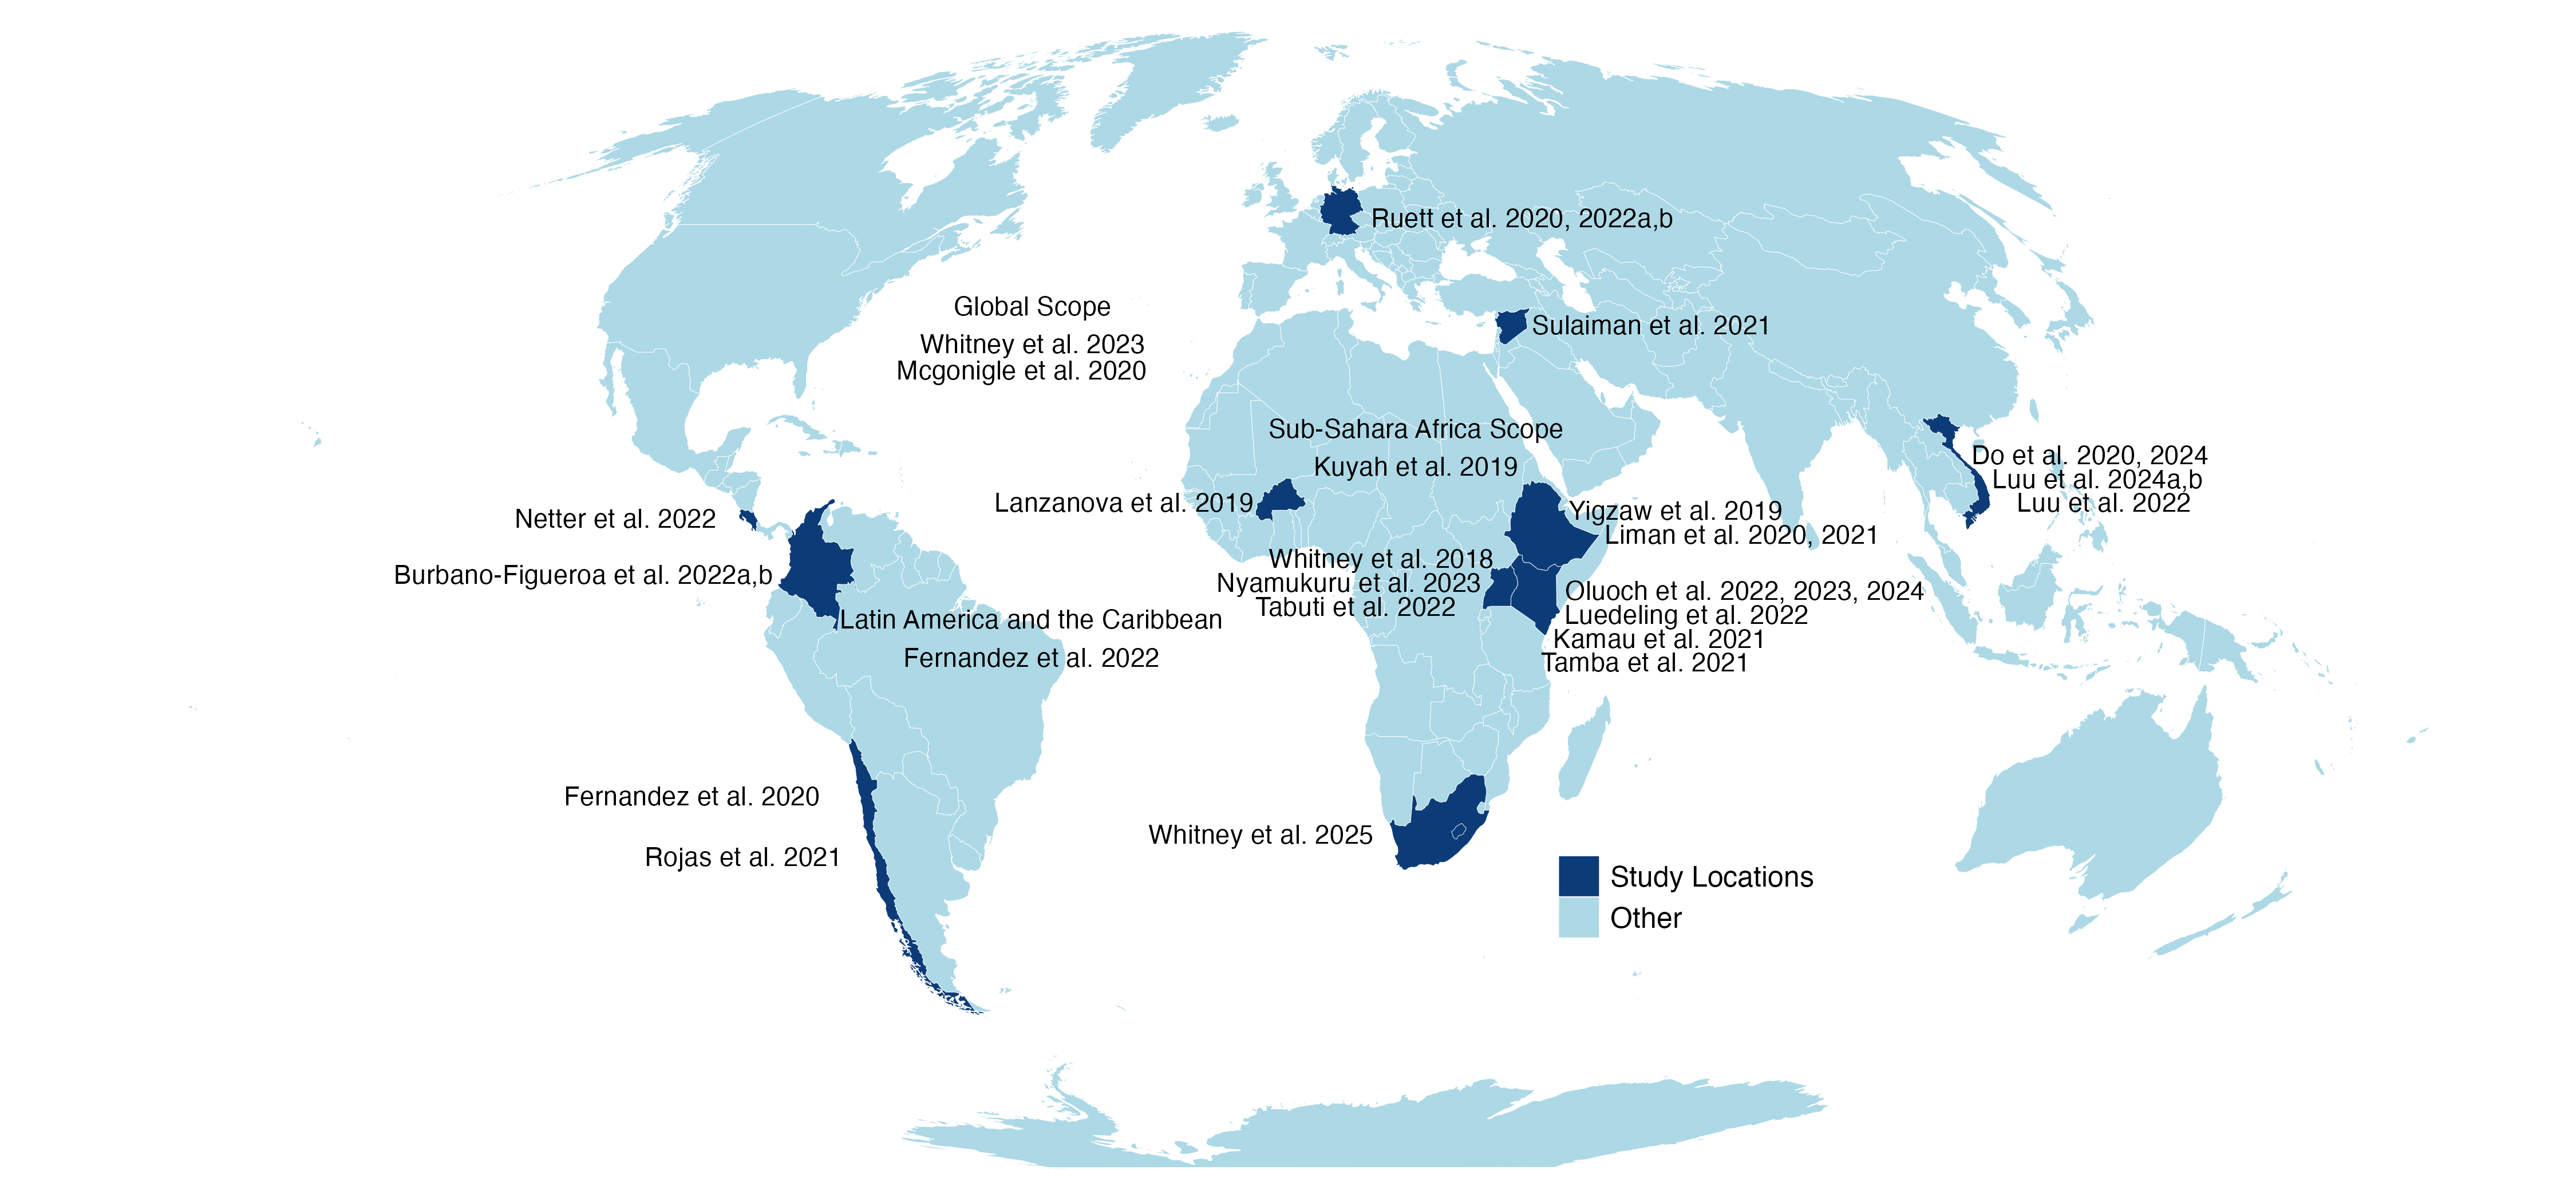 Ruett et al. 2020, 2022a,b
Global Scope
Whitney et al. 2023
Mcgonigle et al. 2020
Sulaiman et al. 2021
Sub-Sahara Africa Scope
Kuyah et al. 2019
Do et al. 2020, 2024
Luu et al. 2024a,b
Luu et al. 2022
Lanzanova et al. 2019
Netter et al. 2022
Yigzaw et al. 2019
Liman et al. 2020, 2021
Burbano-Figueroa et al. 2022a,b
Whitney et al. 2018
Nyamukuru et al. 2023
Tabuti et al. 2022
Oluoch et al. 2022, 2023, 2024
Luedeling et al. 2022
Kamau et al. 2021
Tamba et al. 2021
Latin America and the Caribbean
Fernandez et al. 2022
Fernandez et al. 2020
Rojas et al. 2021
Whitney et al. 2025
Study Locations
Other